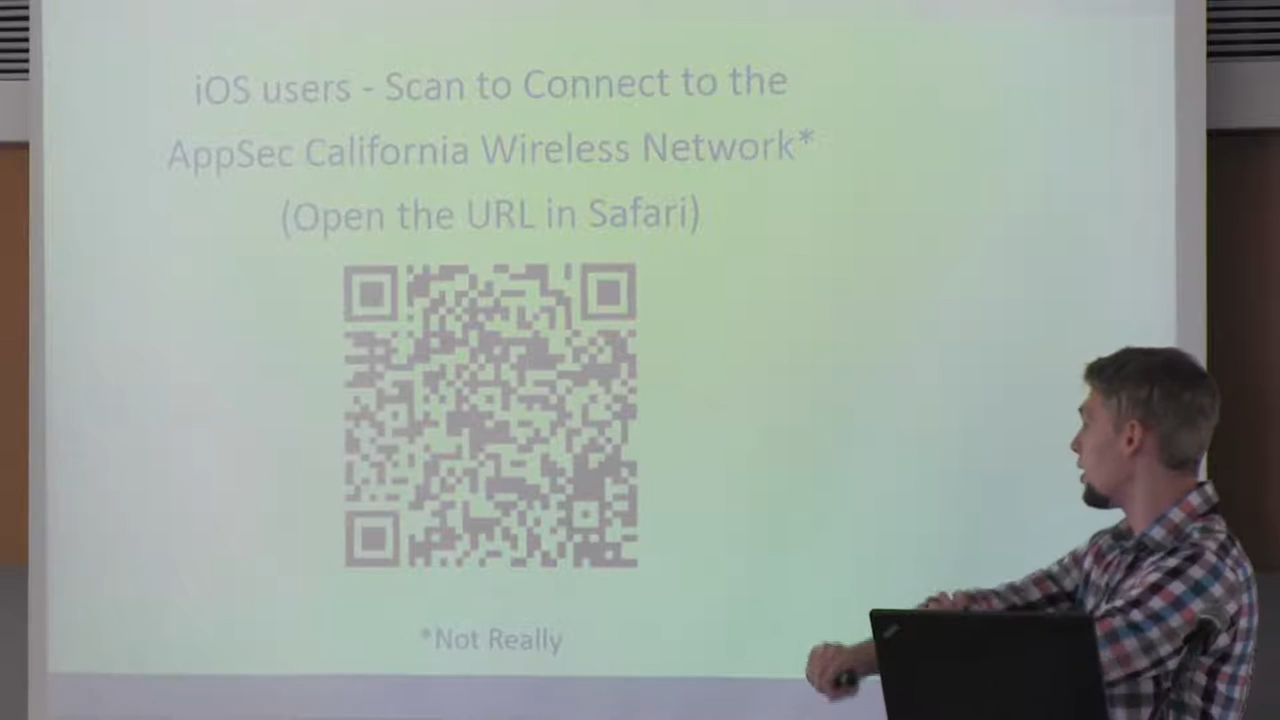 iOS users - Scan to Connect to the
AppSec California Wireless Network*
(Open the URL in Safari)
*Not Really